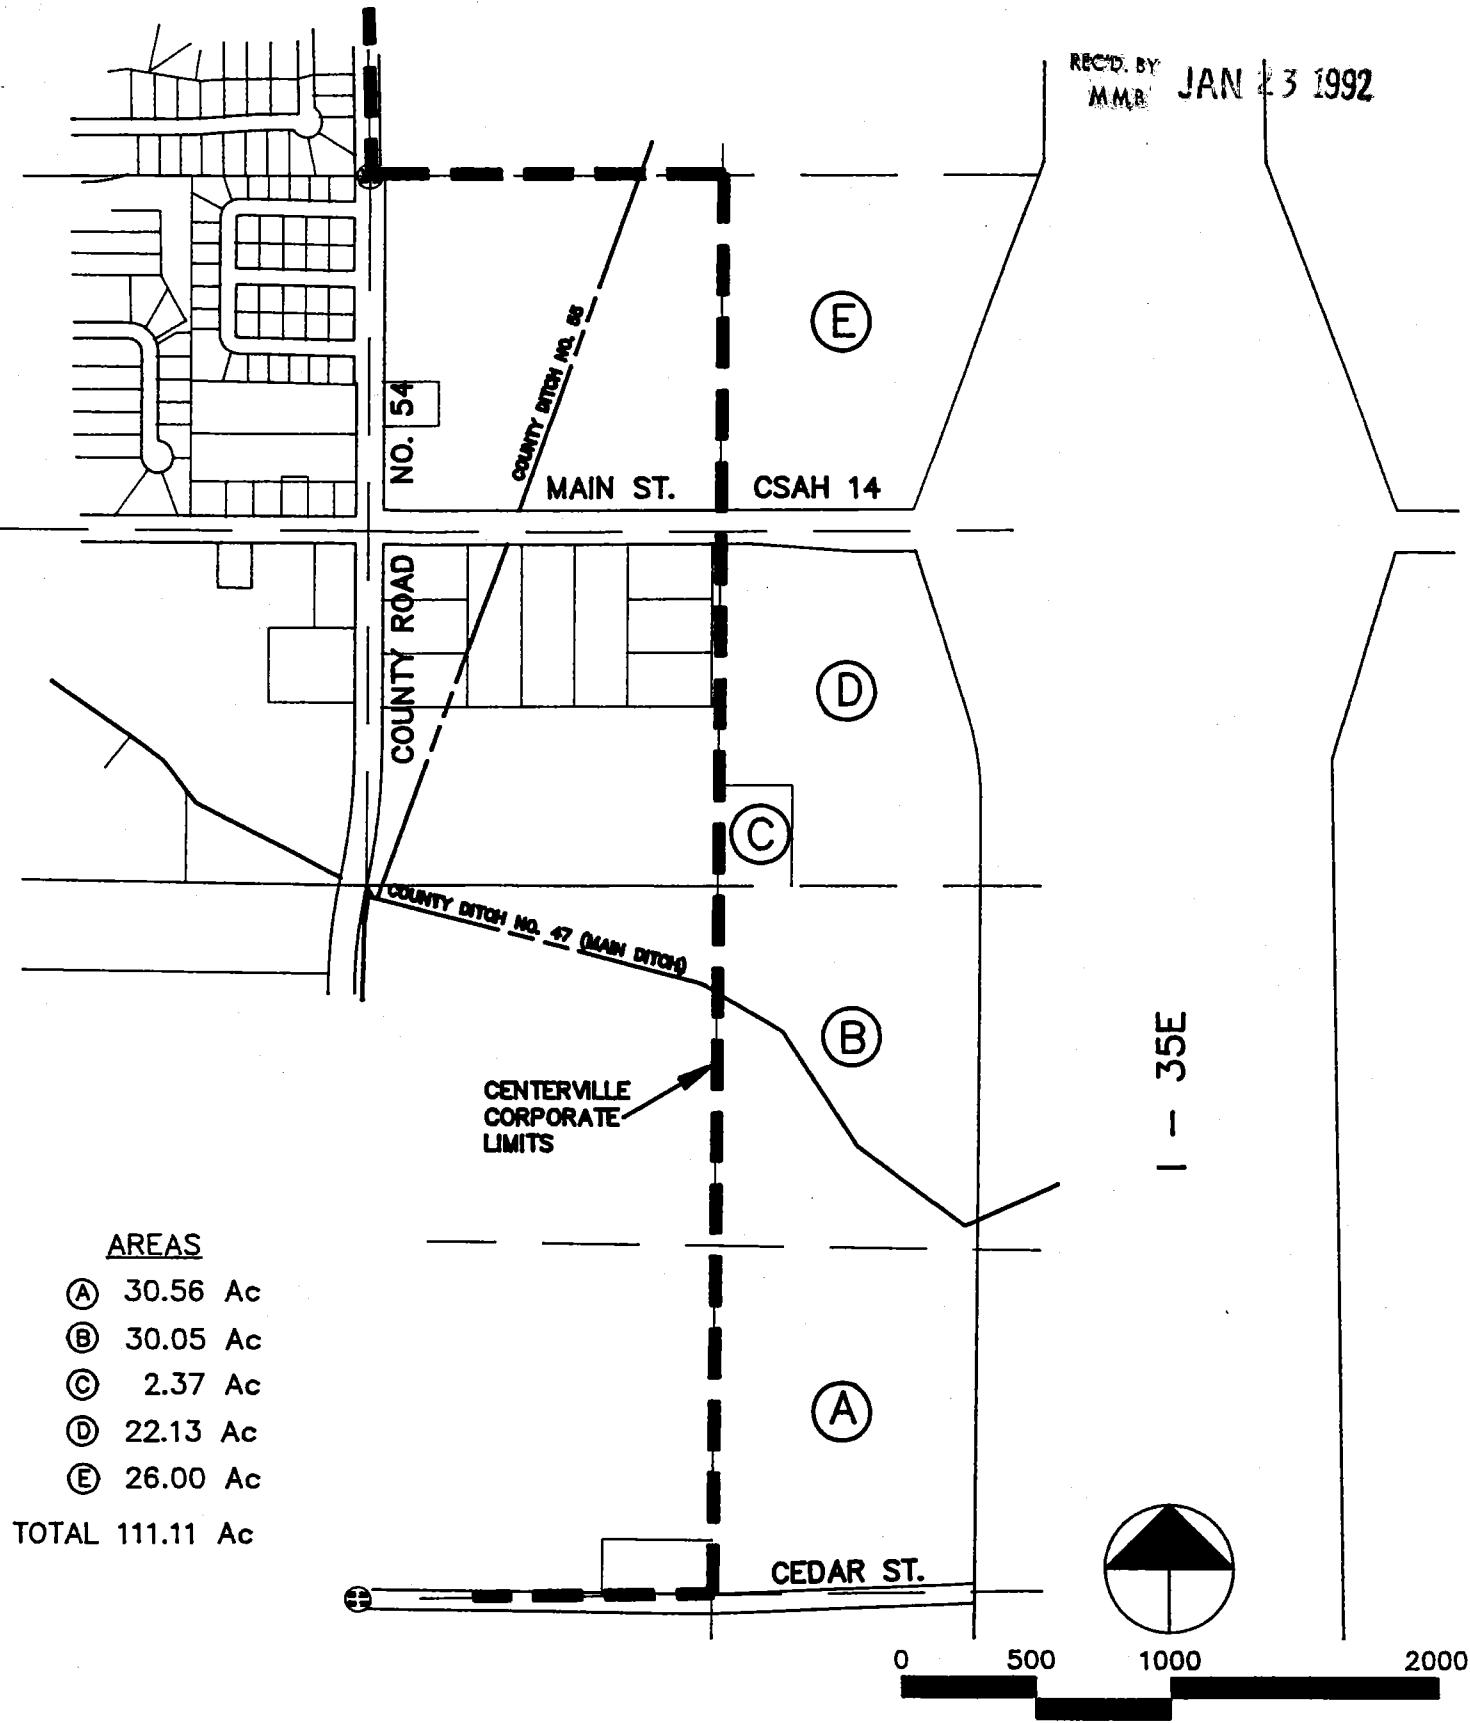 REC'D. BY
MMB
JAN 23 1992
E
COUNTY DITCH NO. 55
NO. 54
MAIN ST.
CSAH 14
COUNTY ROAD
D
C
COUNTY DITCH NO. 47 (MAIN DITCH)
B
I - 35E
CENTERVILLE
CORPORATE
LIMITS
AREAS
A 30.56 Ac
B 30.05 Ac
C 2.37 Ac
D 22.13 Ac
E 26.00 Ac
TOTAL 111.11 Ac
A
CEDAR ST.
0 500 1000 2000